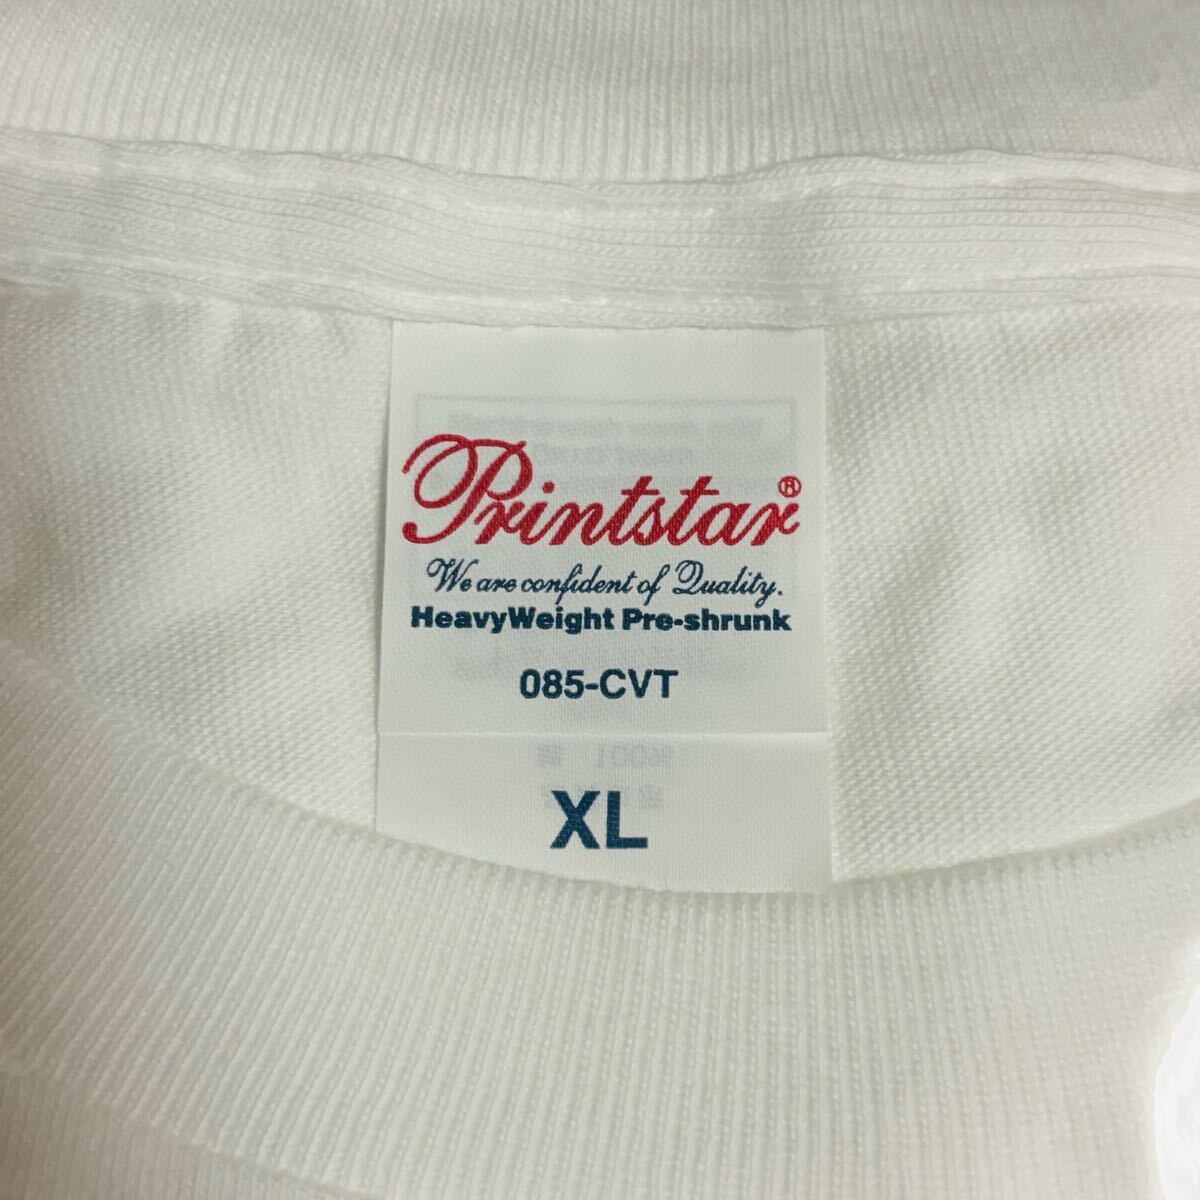 Printstar®
We are confident of Quality.
HeavyWeight Pre-shrunk
085-CVT
XL